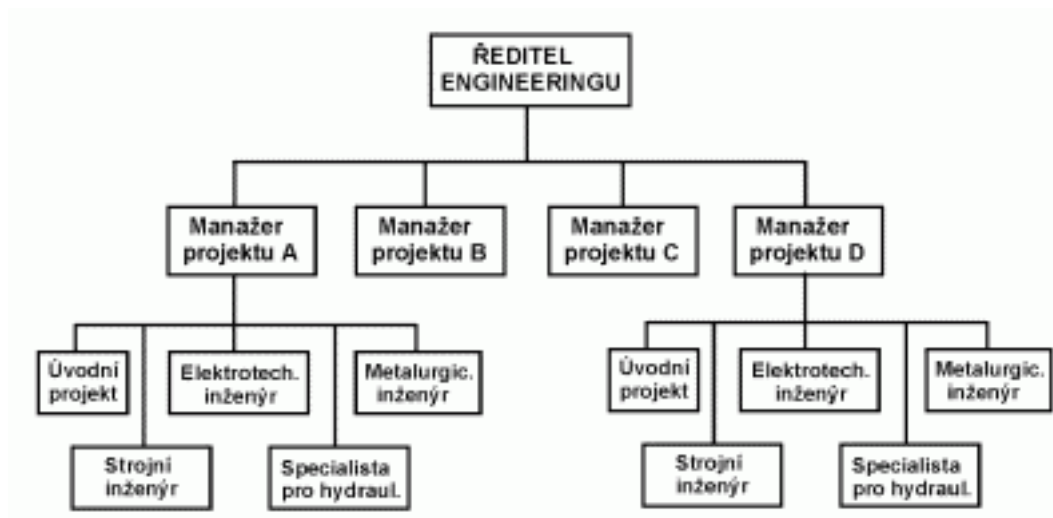 ŘEDITEL
ENGINEERINGU
Manažer
projektu A
Manažer
projektu B
Manažer
projektu C
Manažer
projektu D
Úvodní
projekt
Elektrotech.
inženýr
Metalurgic.
inženýr
Strojní
inženýr
Specialista
pro hydraul.
Úvodní
projekt
Elektrotech.
inženýr
Metalurgic.
inženýr
Strojní
inženýr
Specialista
pro hydraul.